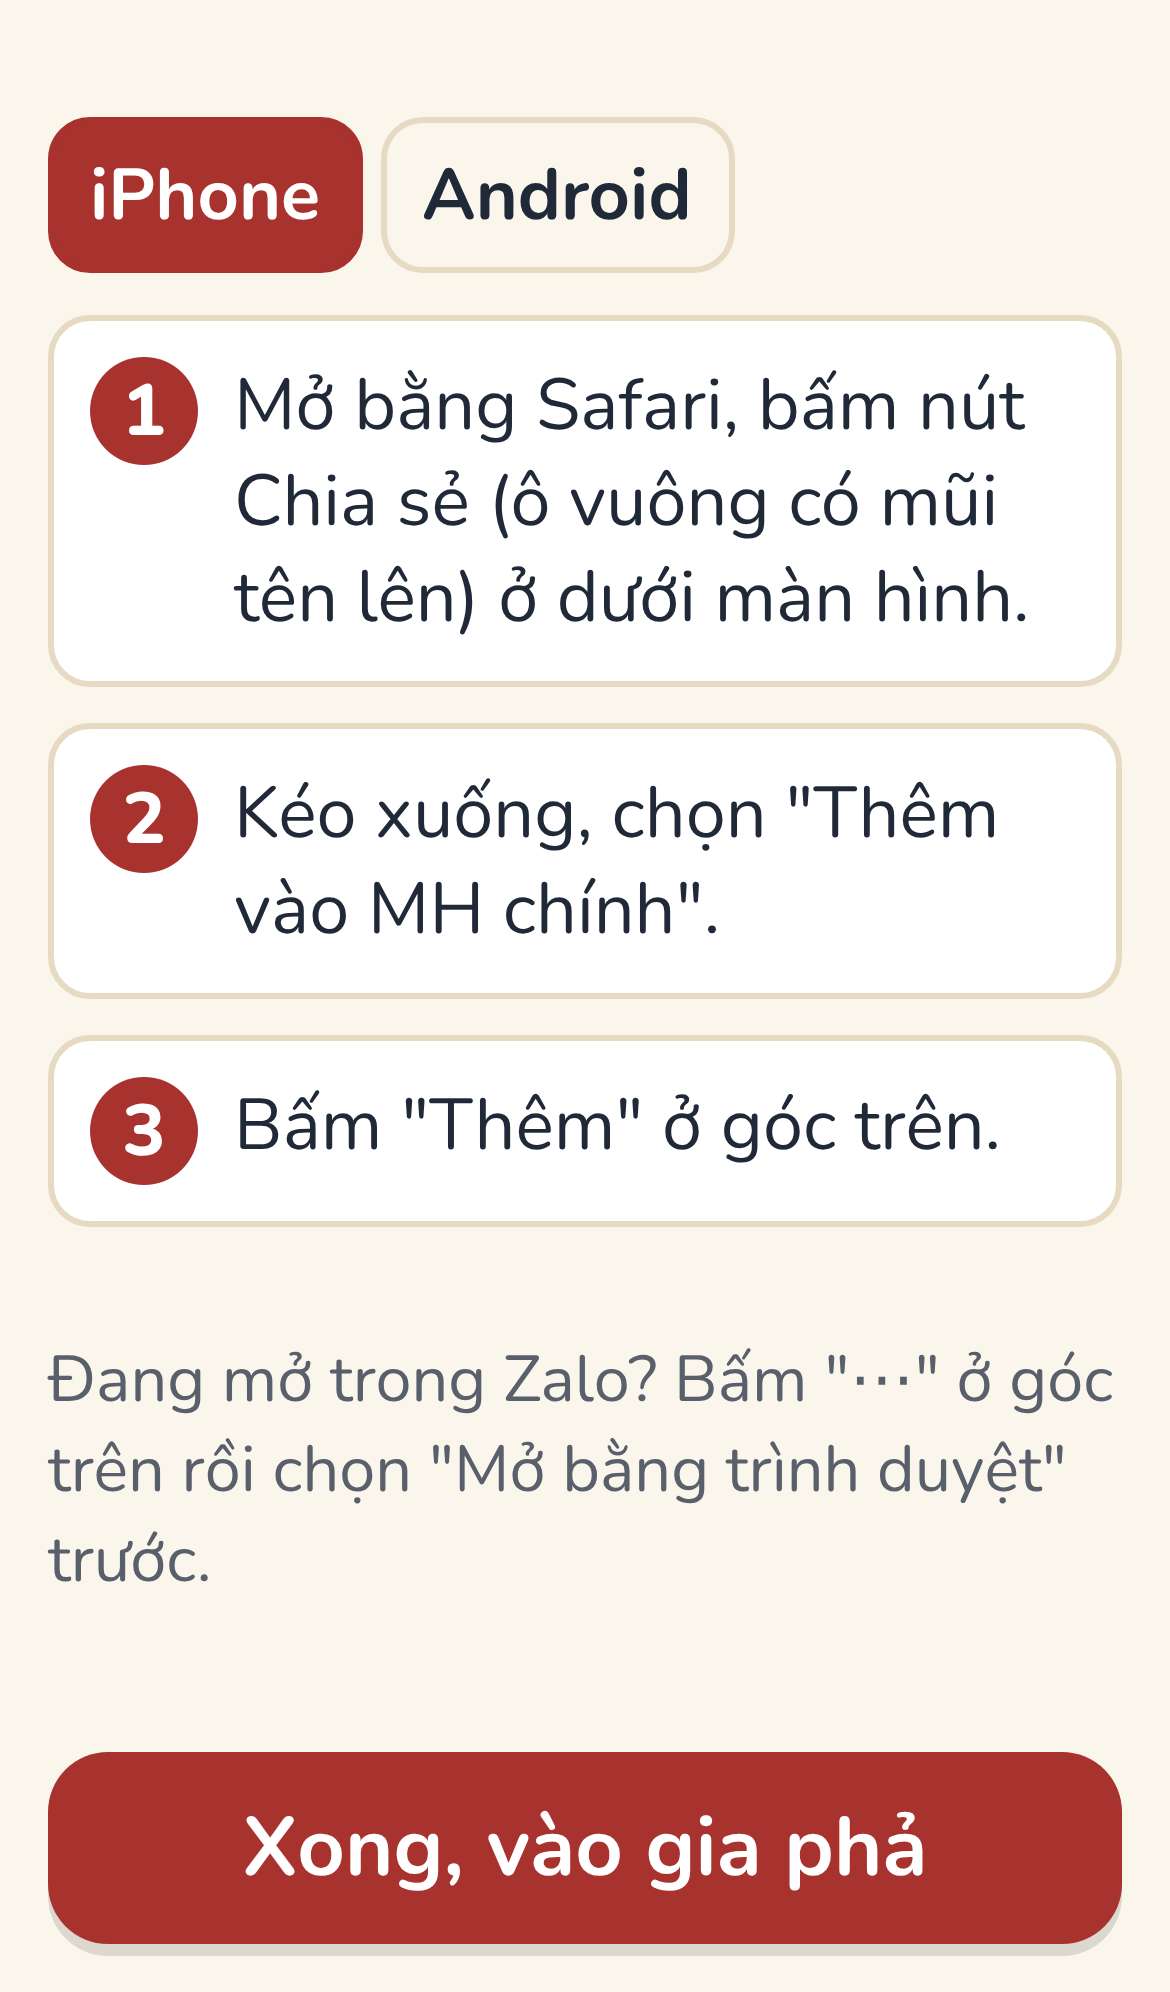 iPhone
Android
1
Mở bằng Safari, bấm nút
Chia sẻ (ô vuông có mũi
tên lên) ở dưới màn hình.
2
Kéo xuống, chọn "Thêm
vào MH chính".
3
Bấm "Thêm" ở góc trên.
Đang mở trong Zalo? Bấm "⋯" ở góc
trên rồi chọn "Mở bằng trình duyệt"
trước.
Xong, vào gia phả